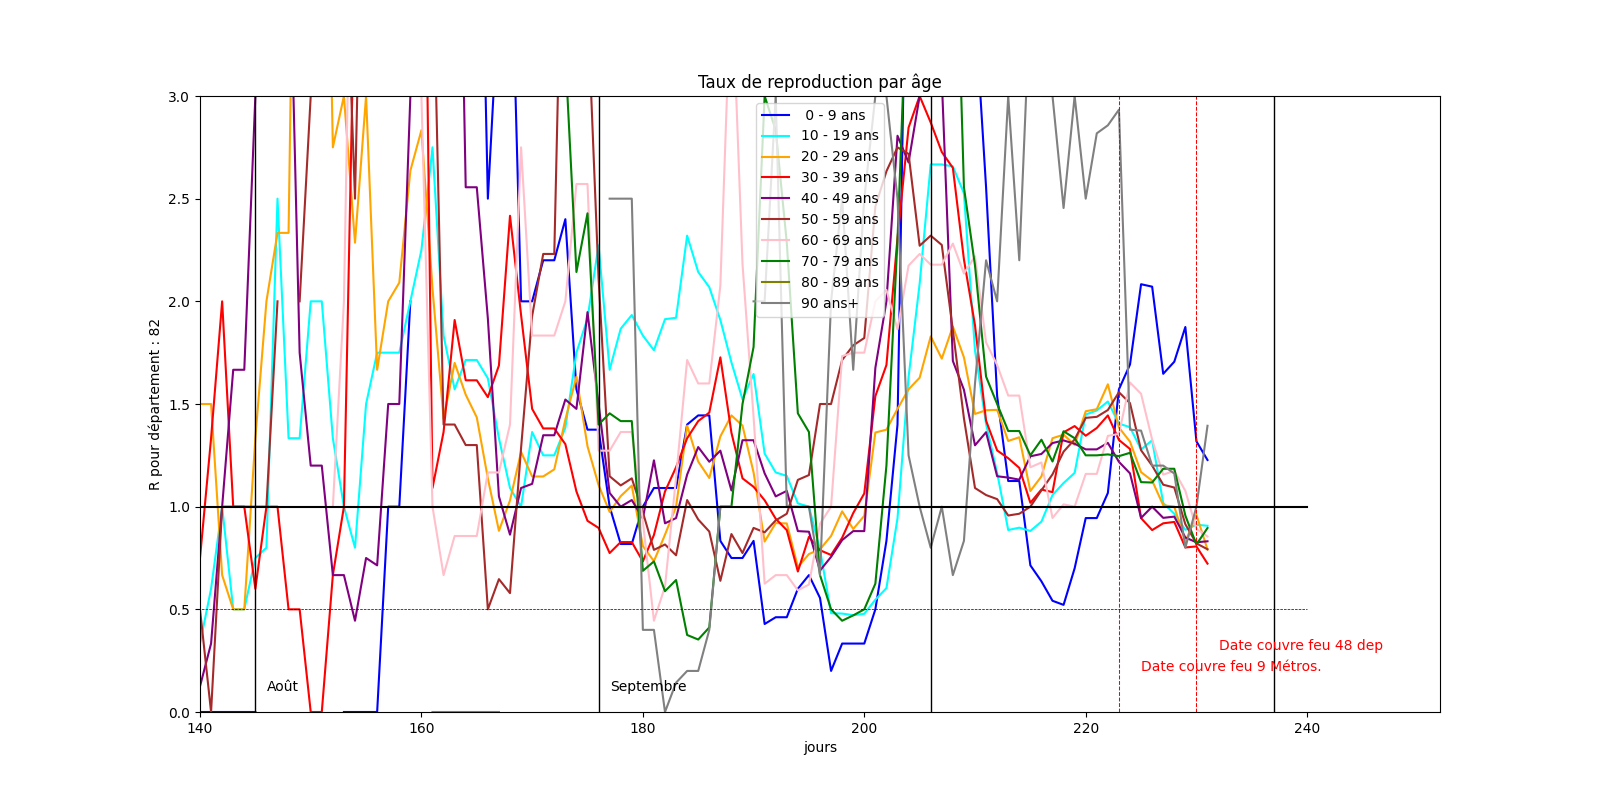 Taux de reproduction par âge
3.0
2.5
2.0
1.5
1.0
0.5
0.0
R pour département : 82
0 - 9 ans
10 - 19 ans
20 - 29 ans
30 - 39 ans
40 - 49 ans
50 - 59 ans
60 - 69 ans
70 - 79 ans
80 - 89 ans
90 ans+
Date couvre feu 48 dep
Date couvre feu 9 Métros.
Août
Septembre
140
160
180
200
220
240
jours